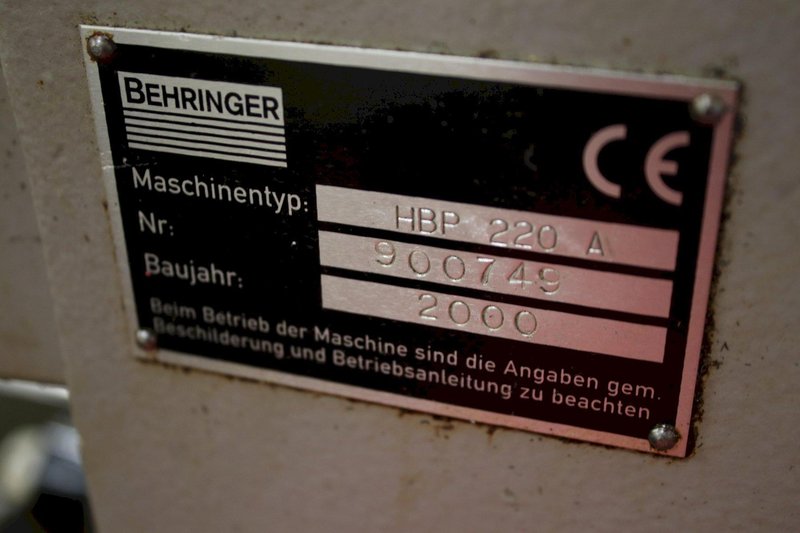 BEHRINGER
CE
Maschinentyp: HBP 220 A
Nr: 900749
Baujahr: 2000
Beim Betrieb der Maschine sind die Angaben gem.
Beschilderung und Betriebsanleitung zu beachten